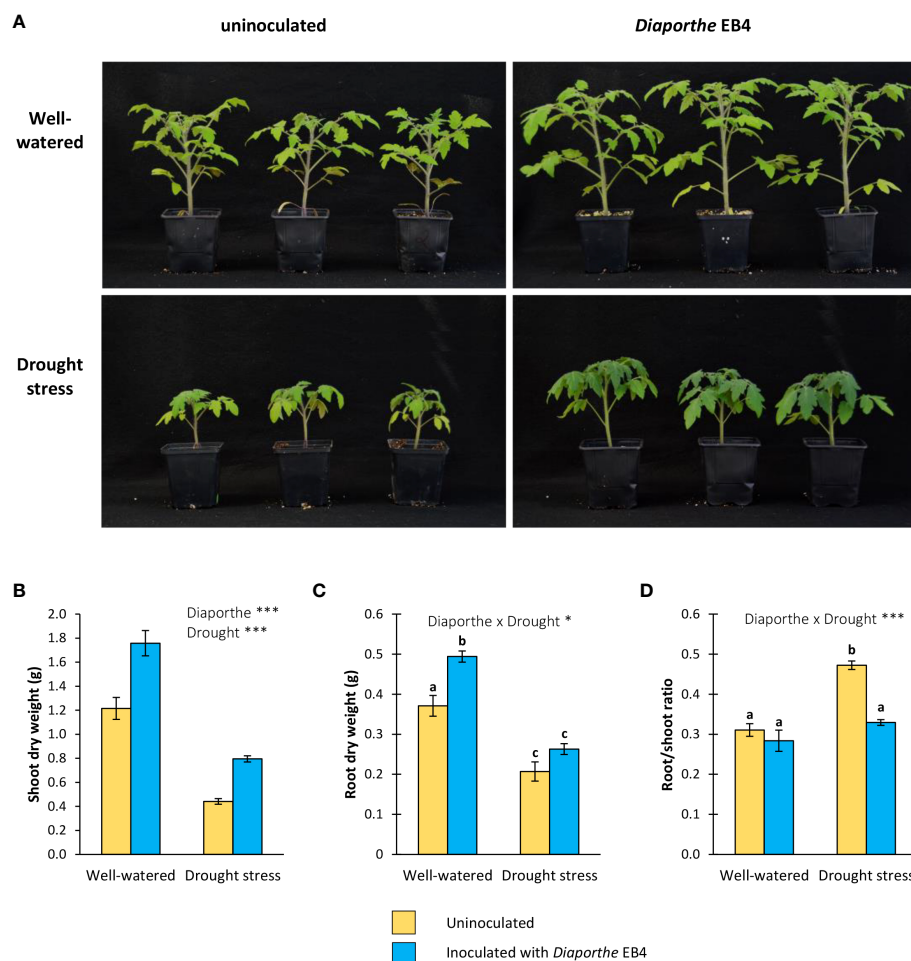 A
uninoculated
Diaporthe EB4
Well-
watered
Drought
stress
B
Diaporthe ***
Drought ***
Shoot dry weight (g)
2.0
1.8
1.6
1.4
1.2
1.0
0.8
0.6
0.4
0.2
0.0
Well-watered
Drought stress
C
Diaporthe x Drought *
Root dry weight (g)
0.6
0.5
0.4
0.3
0.2
0.1
0
a
b
c
c
Well-watered
Drought stress
D
Diaporthe x Drought ***
Root/shoot ratio
0.6
0.5
0.4
0.3
0.2
0.1
0.0
a
a
b
a
Well-watered
Drought stress
Uninoculated
Inoculated with Diaporthe EB4